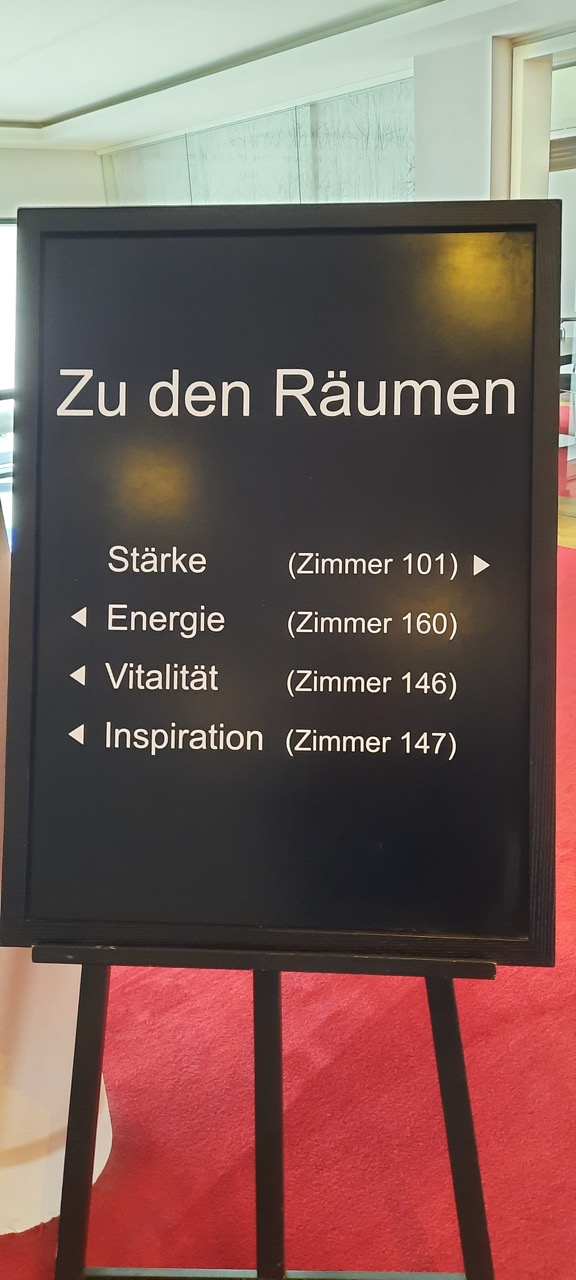 Zu den Räumen
Stärke (Zimmer 101) ▶
◀ Energie (Zimmer 160)
◀ Vitalität (Zimmer 146)
◀ Inspiration (Zimmer 147)